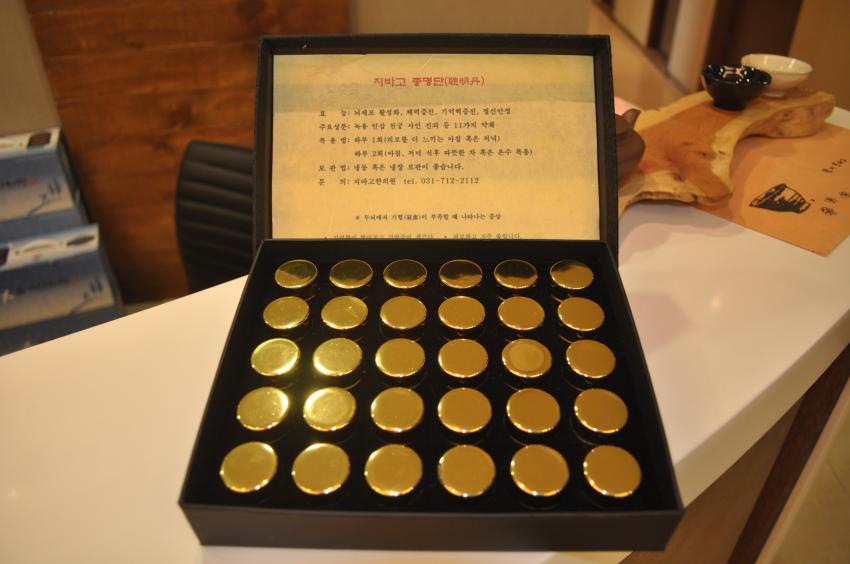 지바고 총명단(聰明丹)
효 능: 뇌세포 활성화, 체력증진, 기억력증진, 정신안정
주요성분: 녹용 인삼 천궁 사인 진피 등 11가지 약재
복 용 법: 하루 1회(피로를 더 느끼는 아침 혹은 저녁)
하루 2회(아침, 저녁 식후 따뜻한 차 혹은 온수 복용)
보 관 법: 냉동 혹은 냉장 보관이 좋습니다.
문 의: 지바고한의원 tel. 031-712-2112
※ 두뇌에서 기혈(氣血)이 부족할 때 나타나는 증상